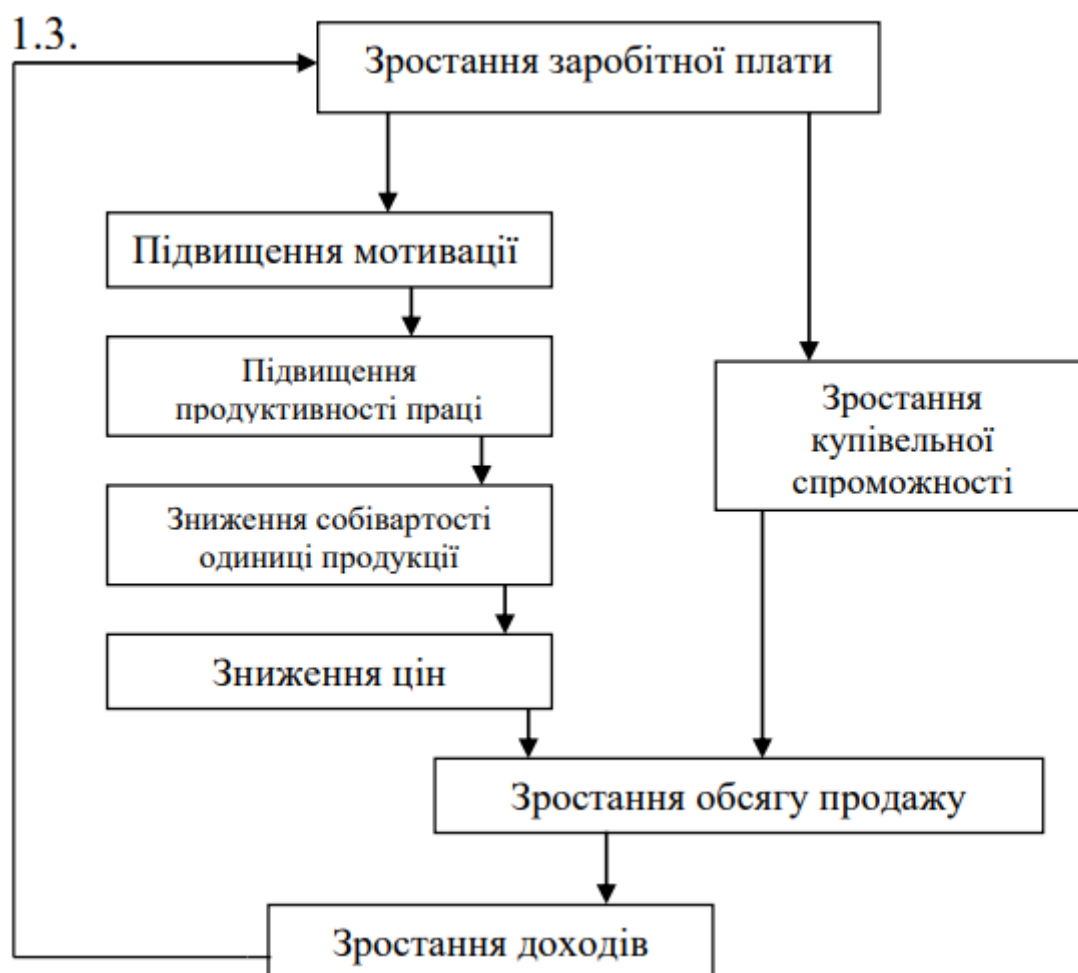 1.3.
Зростання заробітної плати
Підвищення мотивації
Підвищення
продуктивності праці
Зниження собівартості
одиниці продукції
Зниження цін
Зростання
купівельної
спроможності
Зростання обсягу продажу
Зростання доходів